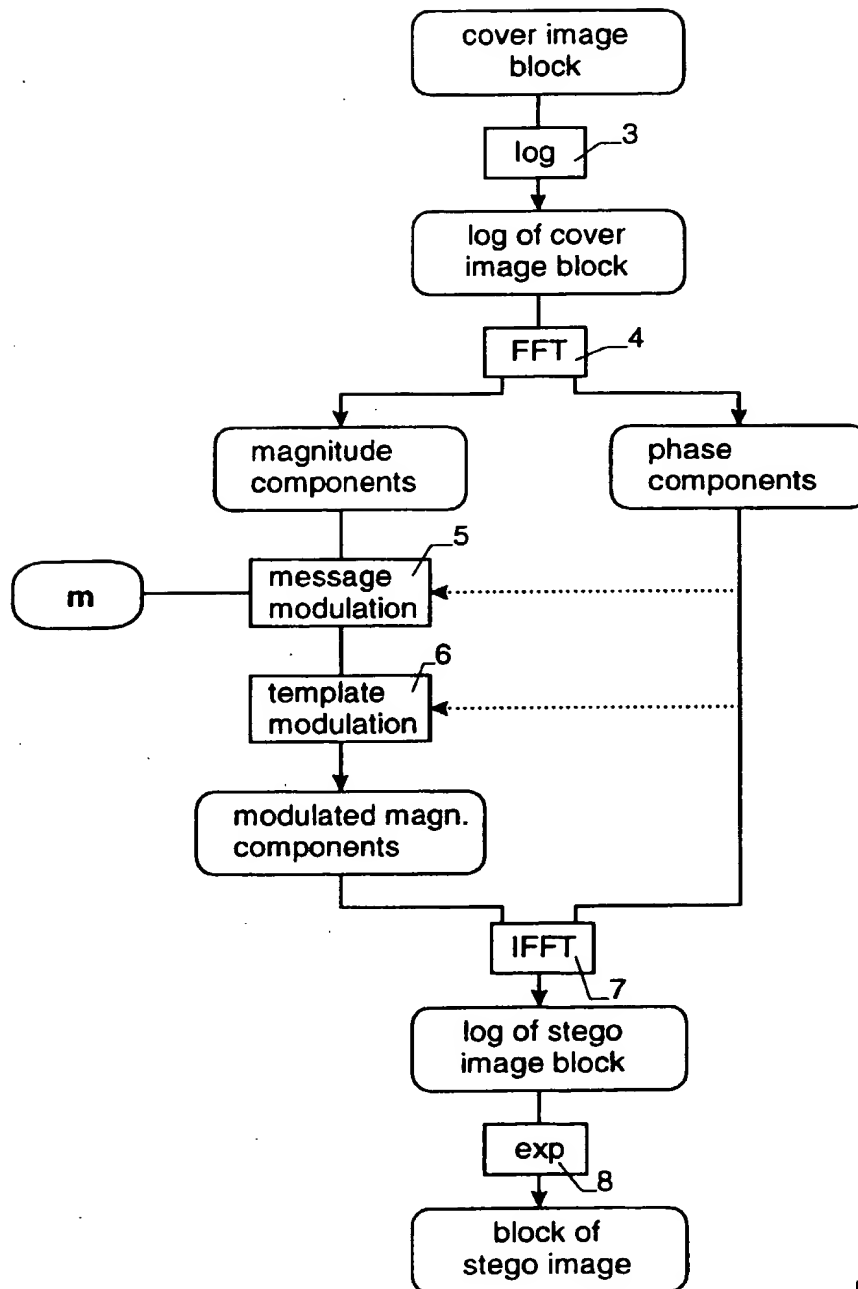 cover image
block
log
3
log of cover
image block
FFT
4
magnitude
components
phase
components
m
message
modulation
5
template
modulation
6
modulated magn.
components
IFFT
7
log of stego
image block
exp
8
block of
stego image